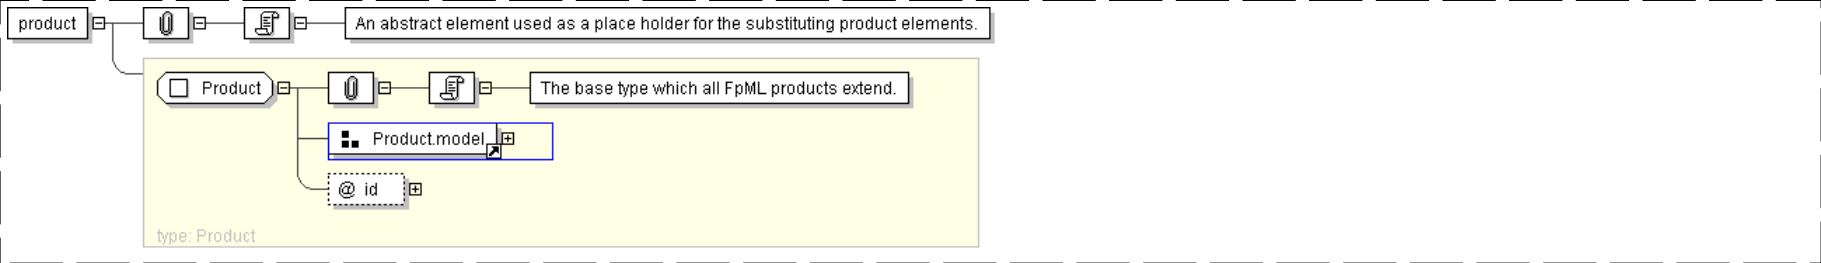 product
An abstract element used as a place holder for the substituting product elements.
Product
The base type which all FpML products extend.
Product.model
@ id
type: Product